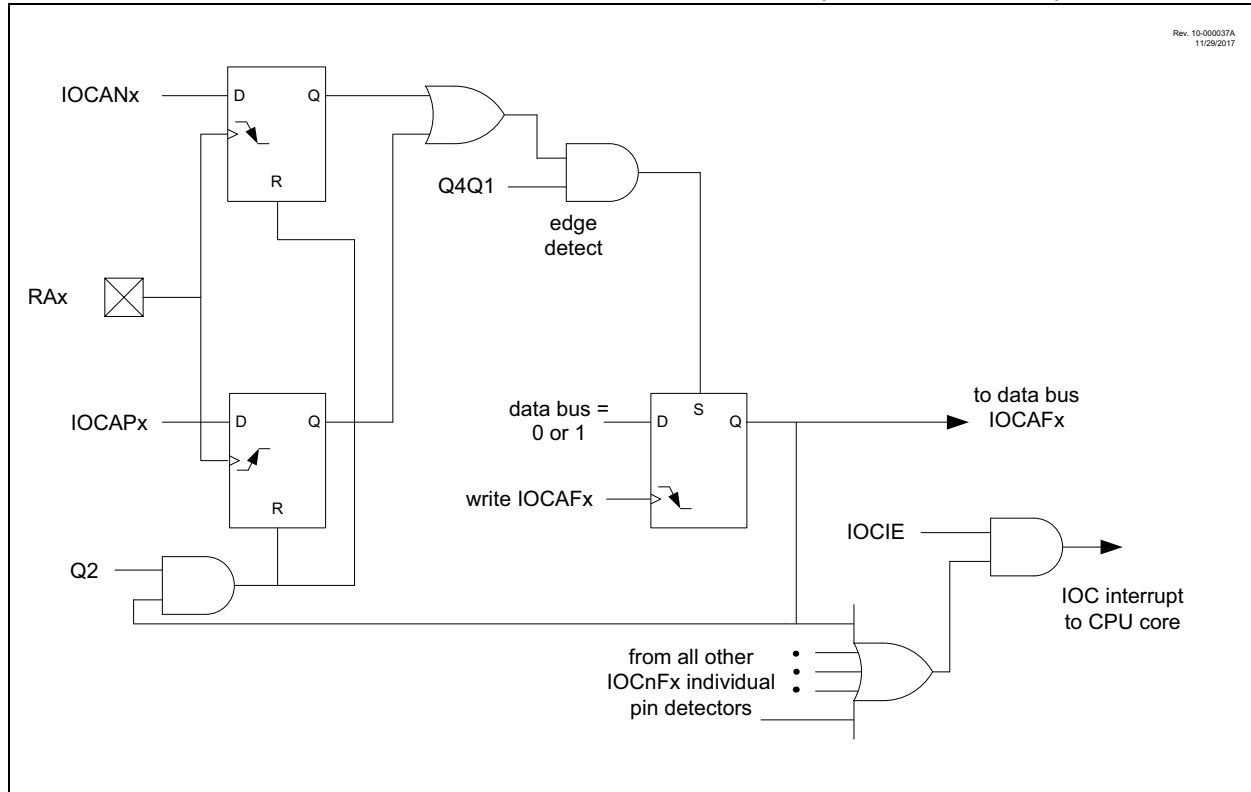 Rev. 10-000037A
11/29/2017
IOCANx
D
Q
R
Q4Q1
edge
detect
RAx
IOCAPx
D
Q
R
data bus =
0 or 1
S
D
Q
to data bus
IOCAFx
write IOCAFx
IOCIE
Q2
IOC interrupt
to CPU core
from all other
IOCnFx individual
pin detectors